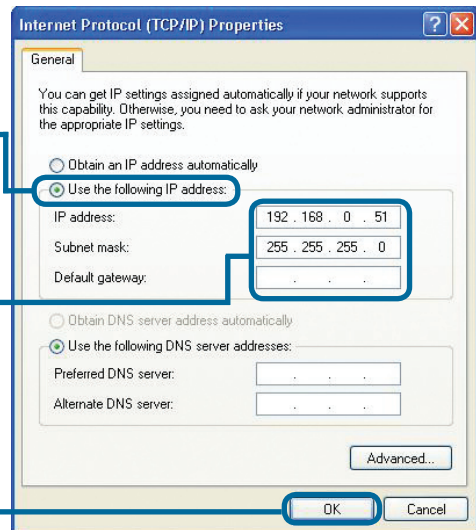 Internet Protocol (TCP/IP) Properties
General
You can get IP settings assigned automatically if your network supports
this capability. Otherwise, you need to ask your network administrator for
the appropriate IP settings.
Obtain an IP address automatically
Use the following IP address:
IP address: 192 . 168 . 0 . 51
Subnet mask: 255 . 255 . 255 . 0
Default gateway: . . .
Obtain DNS server address automatically
Use the following DNS server addresses:
Preferred DNS server: . . .
Alternate DNS server: . . .
Advanced...
OK Cancel